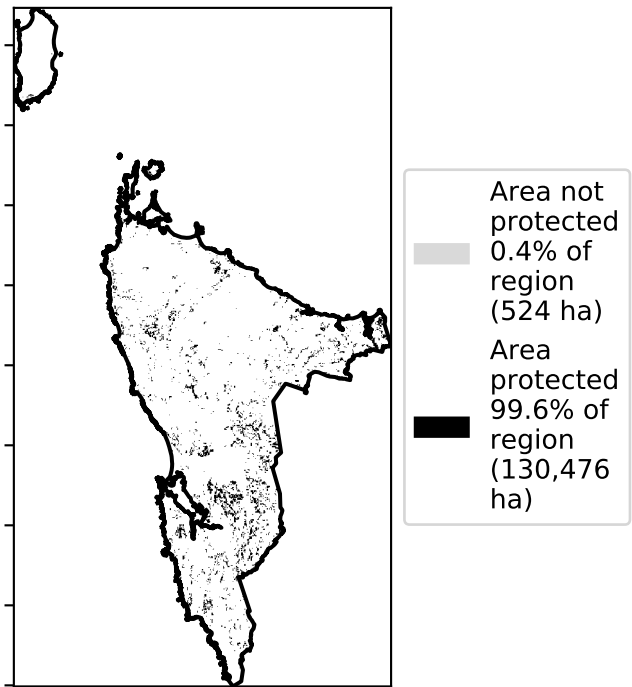 Area not
protected
0.4% of
region
(524 ha)
Area
protected
99.6% of
region
(130,476
ha)